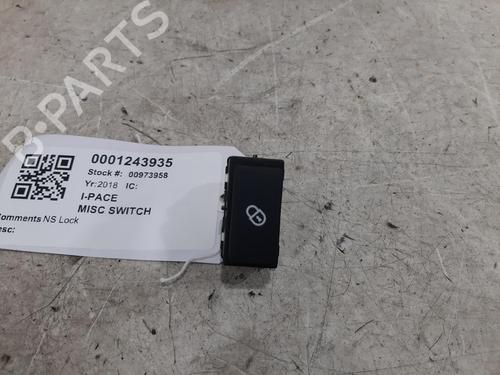 B-PARTS
0001243935
Stock #: 00973958
Yr:2018 IC:
I-PACE
MISC SWITCH
Comments NS Lock